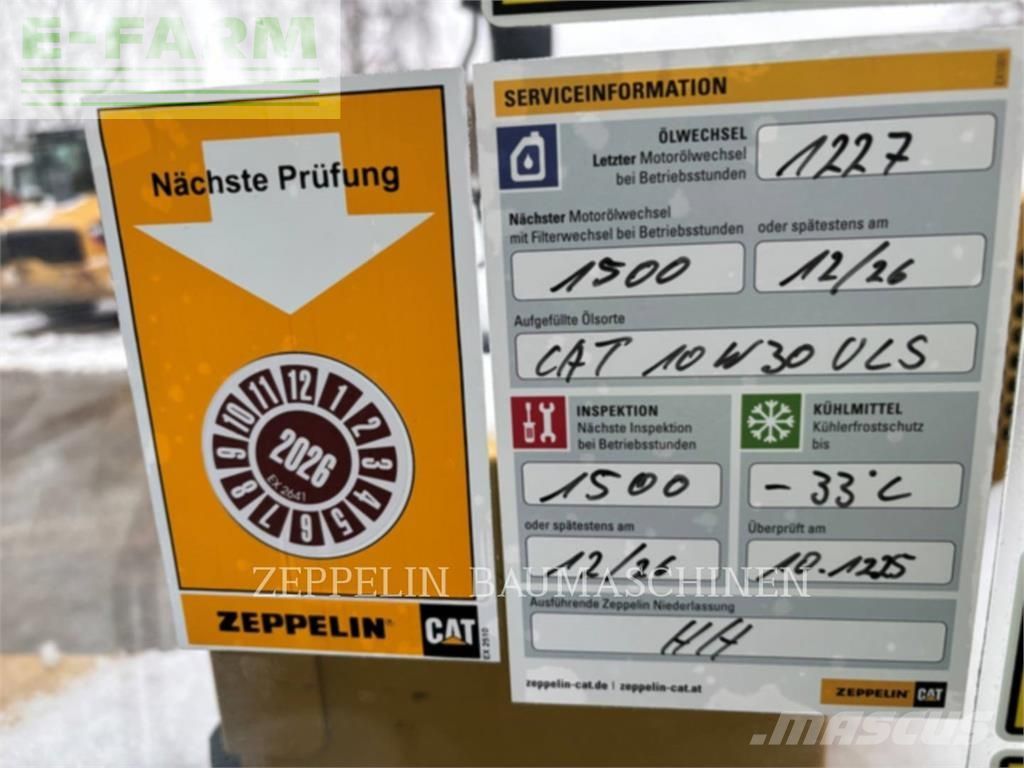 E-FARM
Nächste Prüfung
12
1
2
3
4
5
6
7
8
9
10
11
2026
EX 2641
ZEPPELIN® CAT
EX 2510
SERVICEINFORMATION
ÖLWECHSEL
Letzter Motorölwechsel
bei Betriebsstunden
1227
Nächster Motorölwechsel
mit Filterwechsel bei Betriebsstunden
oder spätestens am
1500
12/26
Aufgefüllte Ölsorte
CAT 10W30 ULS
INSPEKTION
Nächste Inspektion
bei Betriebsstunden
1500
oder spätestens am
12/26
KÜHLMITTEL
Kühlerfrostschutz
bis
-33°C
Überprüft am
10.12.25
Ausführende Zeppelin Niederlassung
HH
zeppelin-cat.de | zeppelin-cat.at
ZEPPELIN CAT
ZEPPELIN BAUMASCHINEN
MASCUS